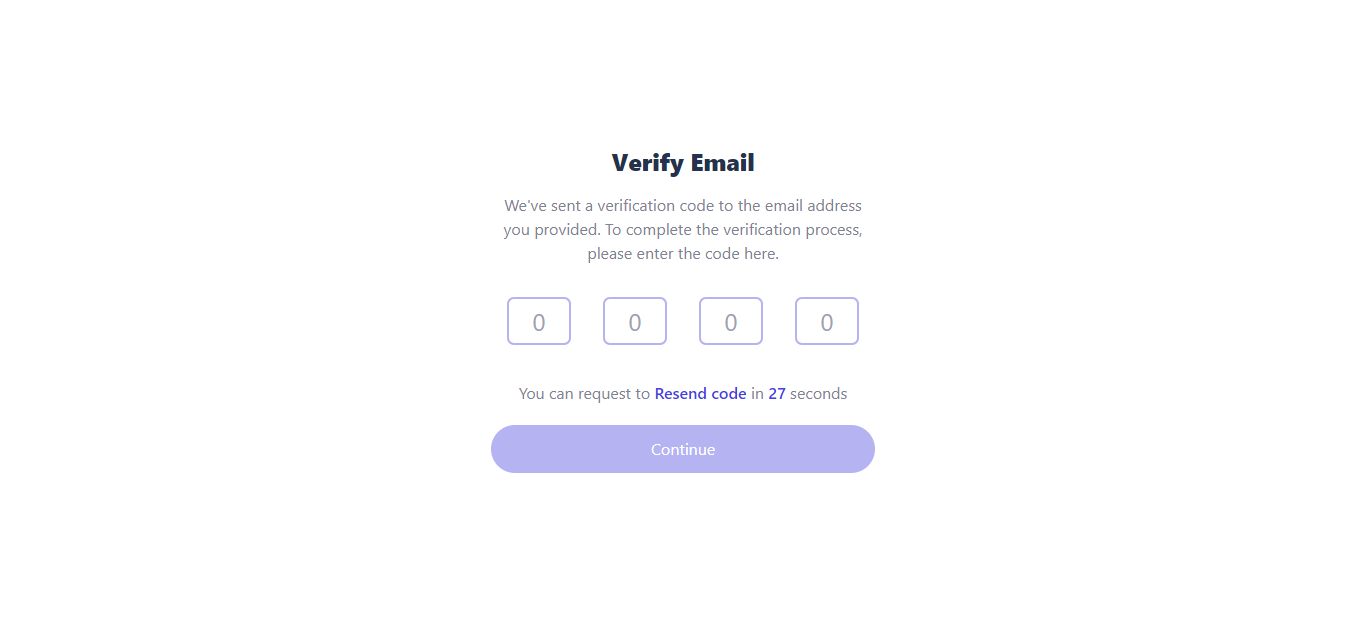 Verify Email
We've sent a verification code to the email address
you provided. To complete the verification process,
please enter the code here.
0 0 0 0
You can request to Resend code in 27 seconds
Continue